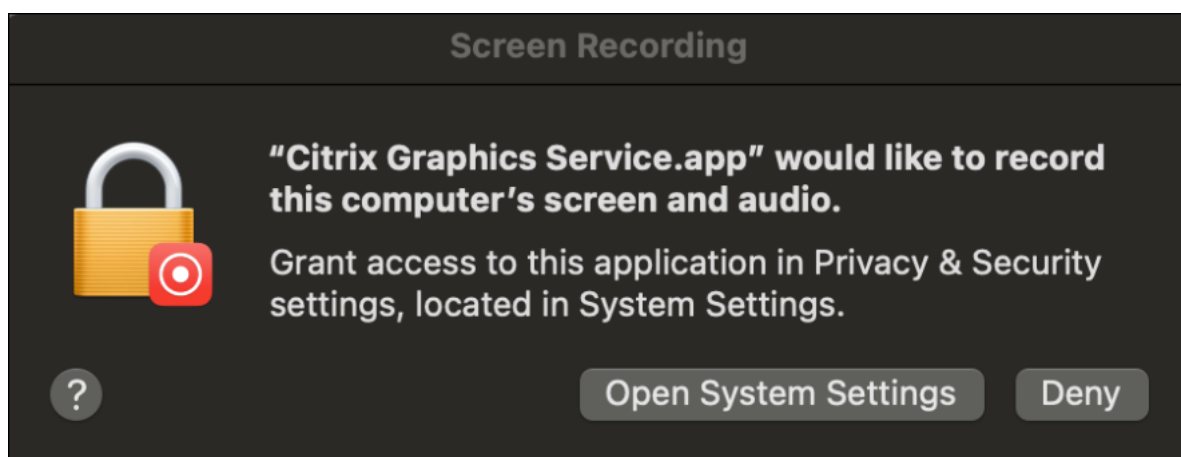 Screen Recording
“Citrix Graphics Service.app” would like to record
this computer’s screen and audio.
Grant access to this application in Privacy & Security
settings, located in System Settings.
?
Open System Settings
Deny